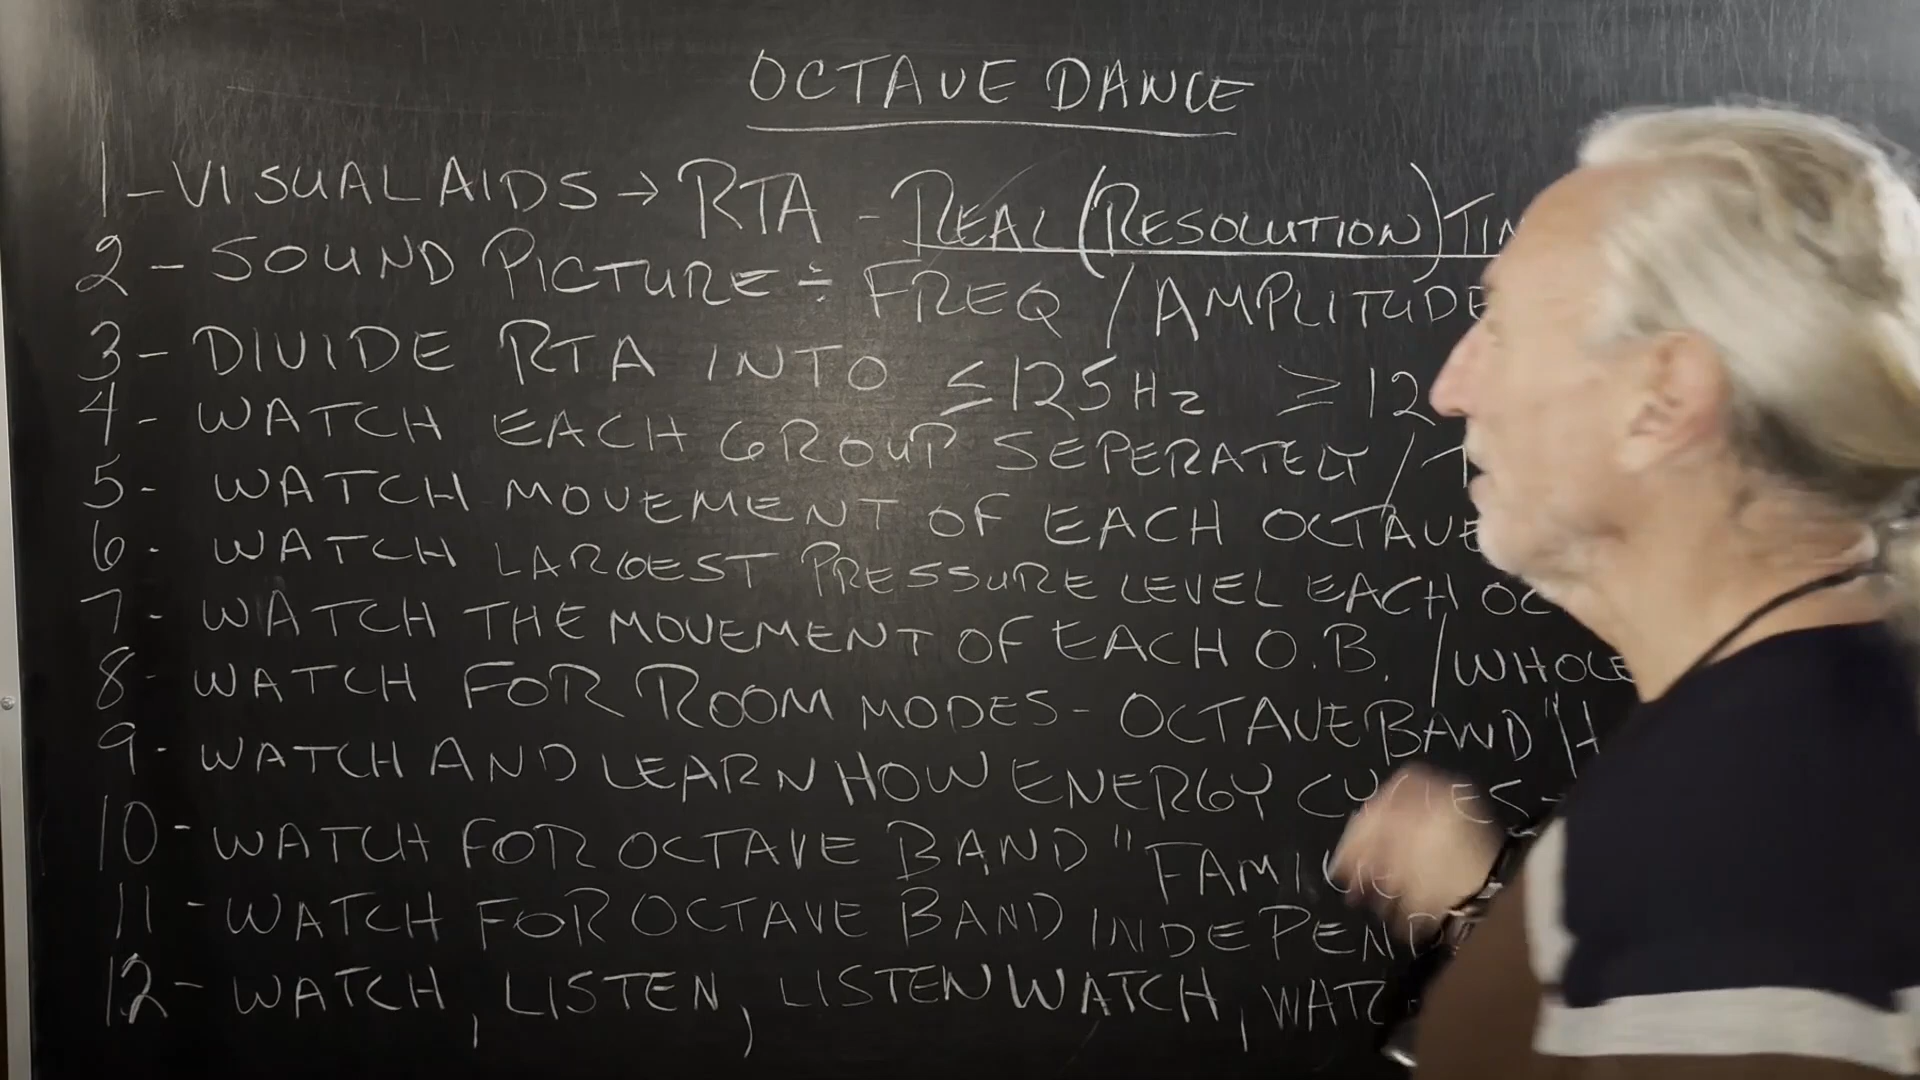 OCTAVE DANCE
1-VISUAL AIDS → RTA - REAL (RESOLUTION) TIM
2 - SOUND PICTURE ÷ FREQ / AMPLITUDE
3 - DIVIDE RTA INTO ≤125Hz ≥12
4 - WATCH EACH GROUP SEPERATELY / T
5 - WATCH MOVEMENT OF EACH OCTAVE
6 - WATCH LARGEST PRESSURE LEVEL EACH OC
7 - WATCH THE MOVEMENT OF EACH O.B. / WHOLE
8 - WATCH FOR ROOM MODES - OCTAVE BAND "H
9 - WATCH AND LEARN HOW ENERGY CYCLES -
10 - WATCH FOR OCTAVE BAND "FAMILIE
11 - WATCH FOR OCTAVE BAND INDEPEND
12 - WATCH, LISTEN, LISTEN WATCH, WATC